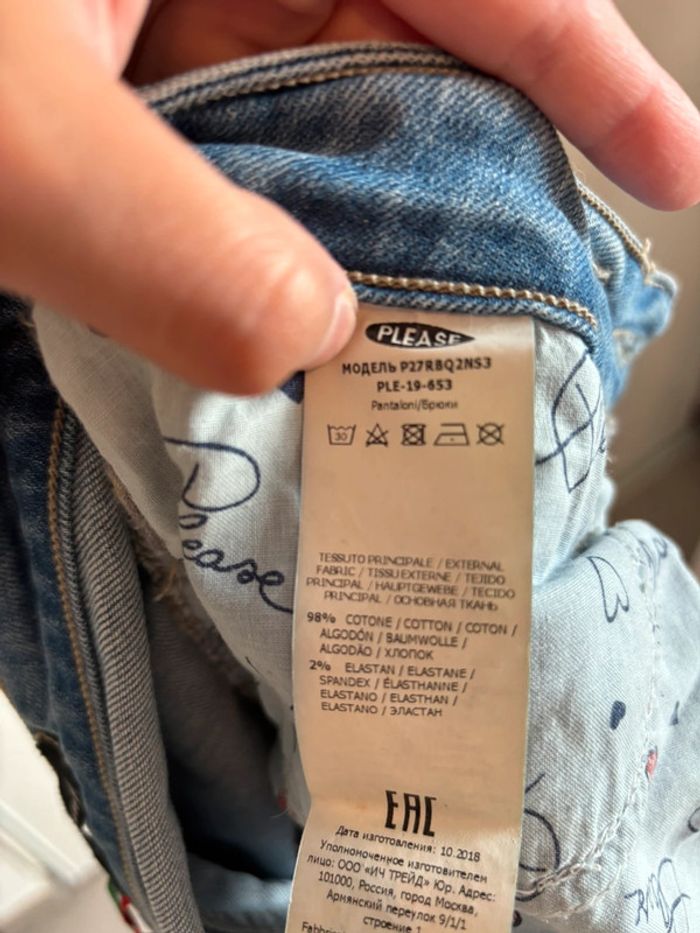 PLEASE
МОДЕЛЬ P27RBQ2NS3
PLE-19-653
Pantaloni/Брюки
30
TESSUTO PRINCIPALE / EXTERNAL
FABRIC / TISSU EXTERNE / TEJIDO
PRINCIPAL / HAUPTGEWEBE / TECIDO
PRINCIPAL / ОСНОВНАЯ ТКАНЬ
98% COTONE / COTTON / COTON /
ALGODÓN / BAUMWOLLE /
ALGODÃO / ХЛОПОК
2% ELASTAN / ELASTANE /
SPANDEX / ÉLASTHANNE /
ELASTANO / ELASTHAN /
ELASTANO / ЭЛАСТАН
EAC
Дата изготовления: 10.2018
Уполномоченное изготовителем
лицо: ООО «ИЧ ТРЕЙД» Юр. Адрес:
101000, Россия, город Москва,
Армянский переулок 9/1/1
строение 1
Please